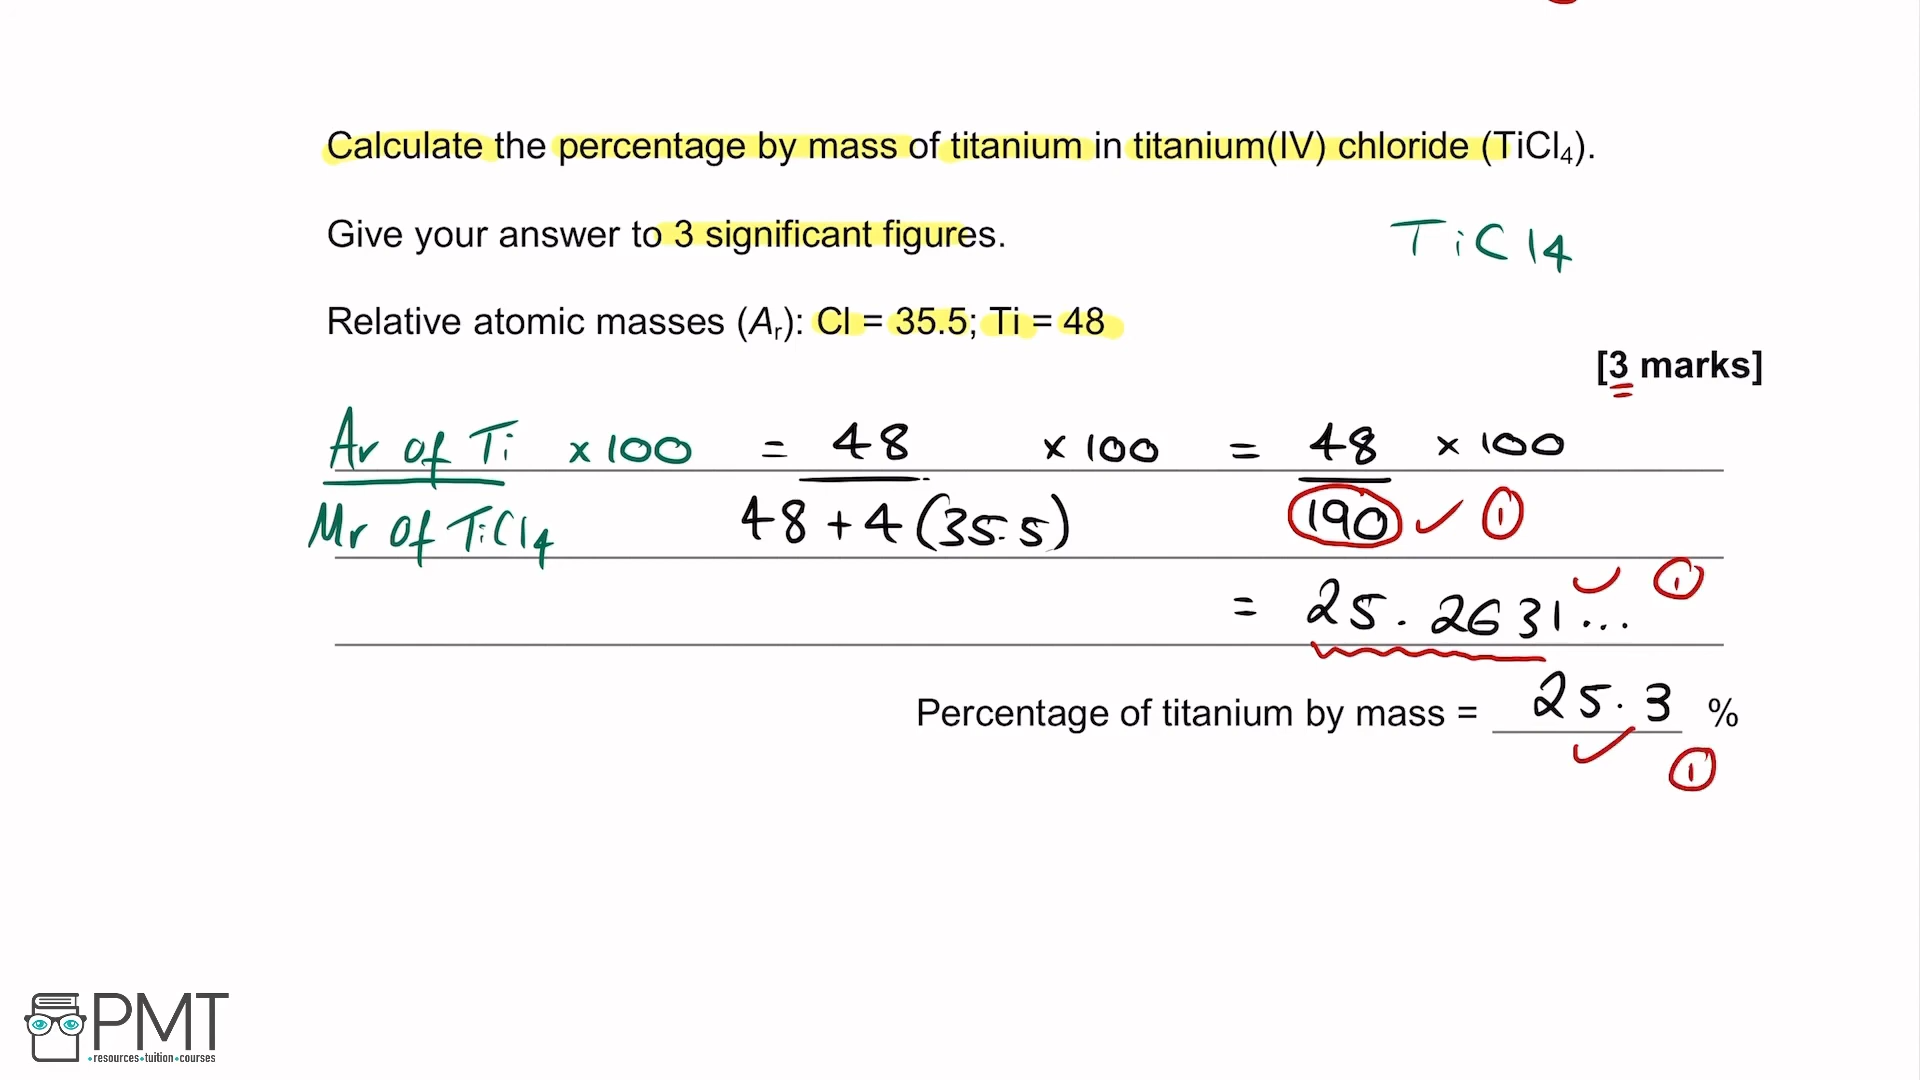 Calculate the percentage by mass of titanium in titanium(IV) chloride (TiCl₄).
Give your answer to 3 significant figures.
TiCl4
Relative atomic masses (Aᵣ): Cl = 35.5; Ti = 48
[3 marks]
Ar of Ti × 100 = 48 × 100 = 48 × 100
Mr of TiCl4 48 + 4 (35.5) 190 ✓ 1
= 25.2631... ✓ 1
Percentage of titanium by mass = 25.3 %
✓ 1
PMT
•resources•tuition•courses